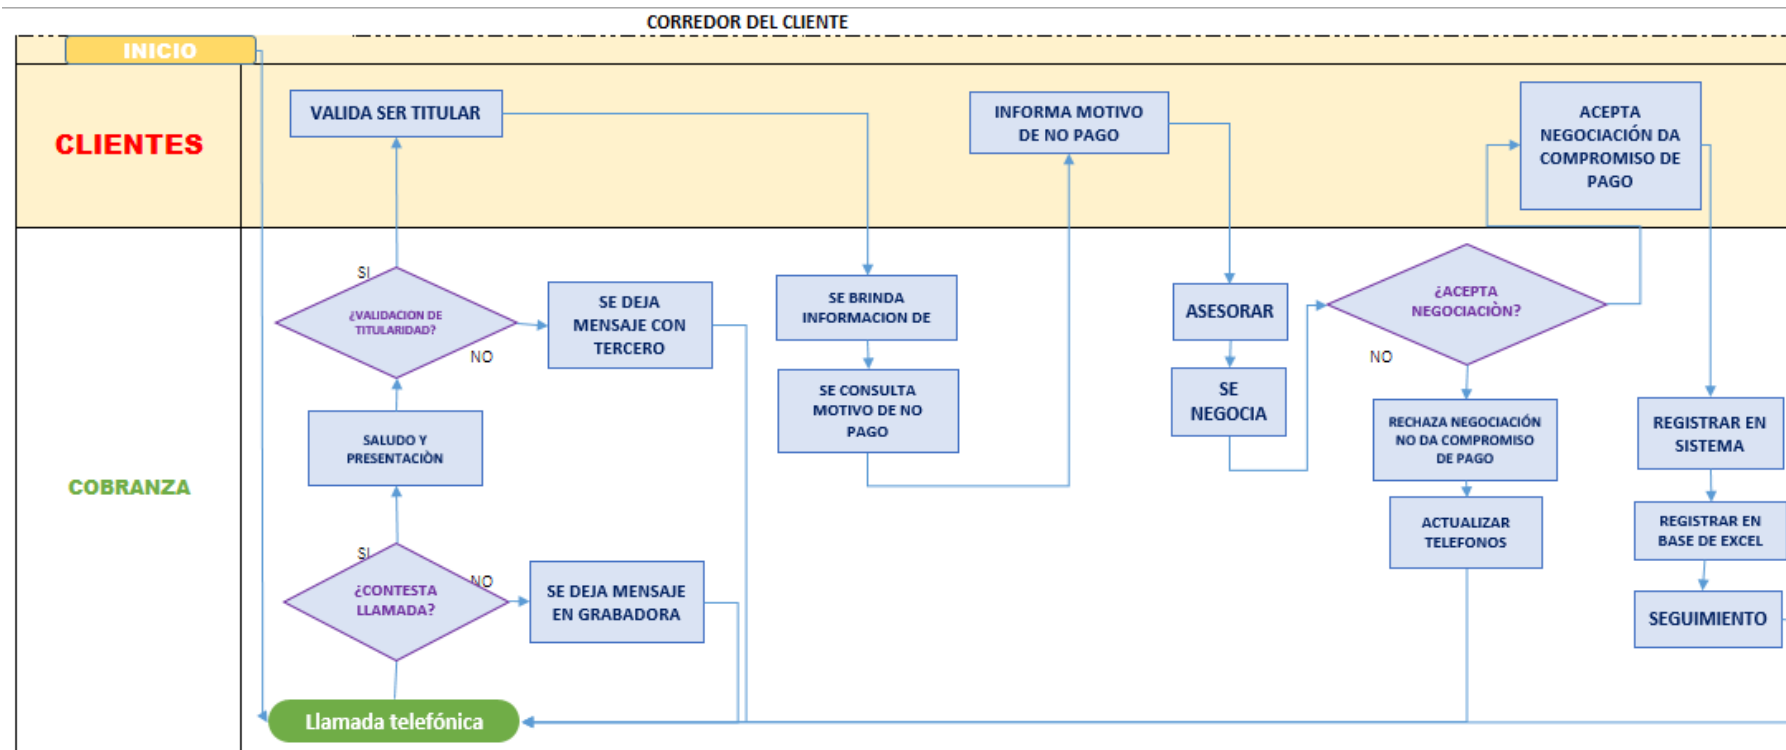 CORREDOR DEL CLIENTE
INICIO
CLIENTES
VALIDA SER TITULAR
INFORMA MOTIVO
DE NO PAGO
ACEPTA
NEGOCIACIÓN DA
COMPROMISO DE
PAGO
COBRANZA
SI
¿VALIDACION DE
TITULARIDAD?
NO
SE DEJA
MENSAJE CON
TERCERO
SE BRINDA
INFORMACION DE
SE CONSULTA
MOTIVO DE NO
PAGO
ASESORAR
SE
NEGOCIA
¿ACEPTA
NEGOCIACIÒN?
NO
RECHAZA NEGOCIACIÓN
NO DA COMPROMISO
DE PAGO
ACTUALIZAR
TELEFONOS
REGISTRAR EN
SISTEMA
REGISTRAR EN
BASE DE EXCEL
SEGUIMIENTO
SALUDO Y
PRESENTACIÒN
SI
¿CONTESTA
LLAMADA?
NO
SE DEJA MENSAJE
EN GRABADORA
Llamada telefónica